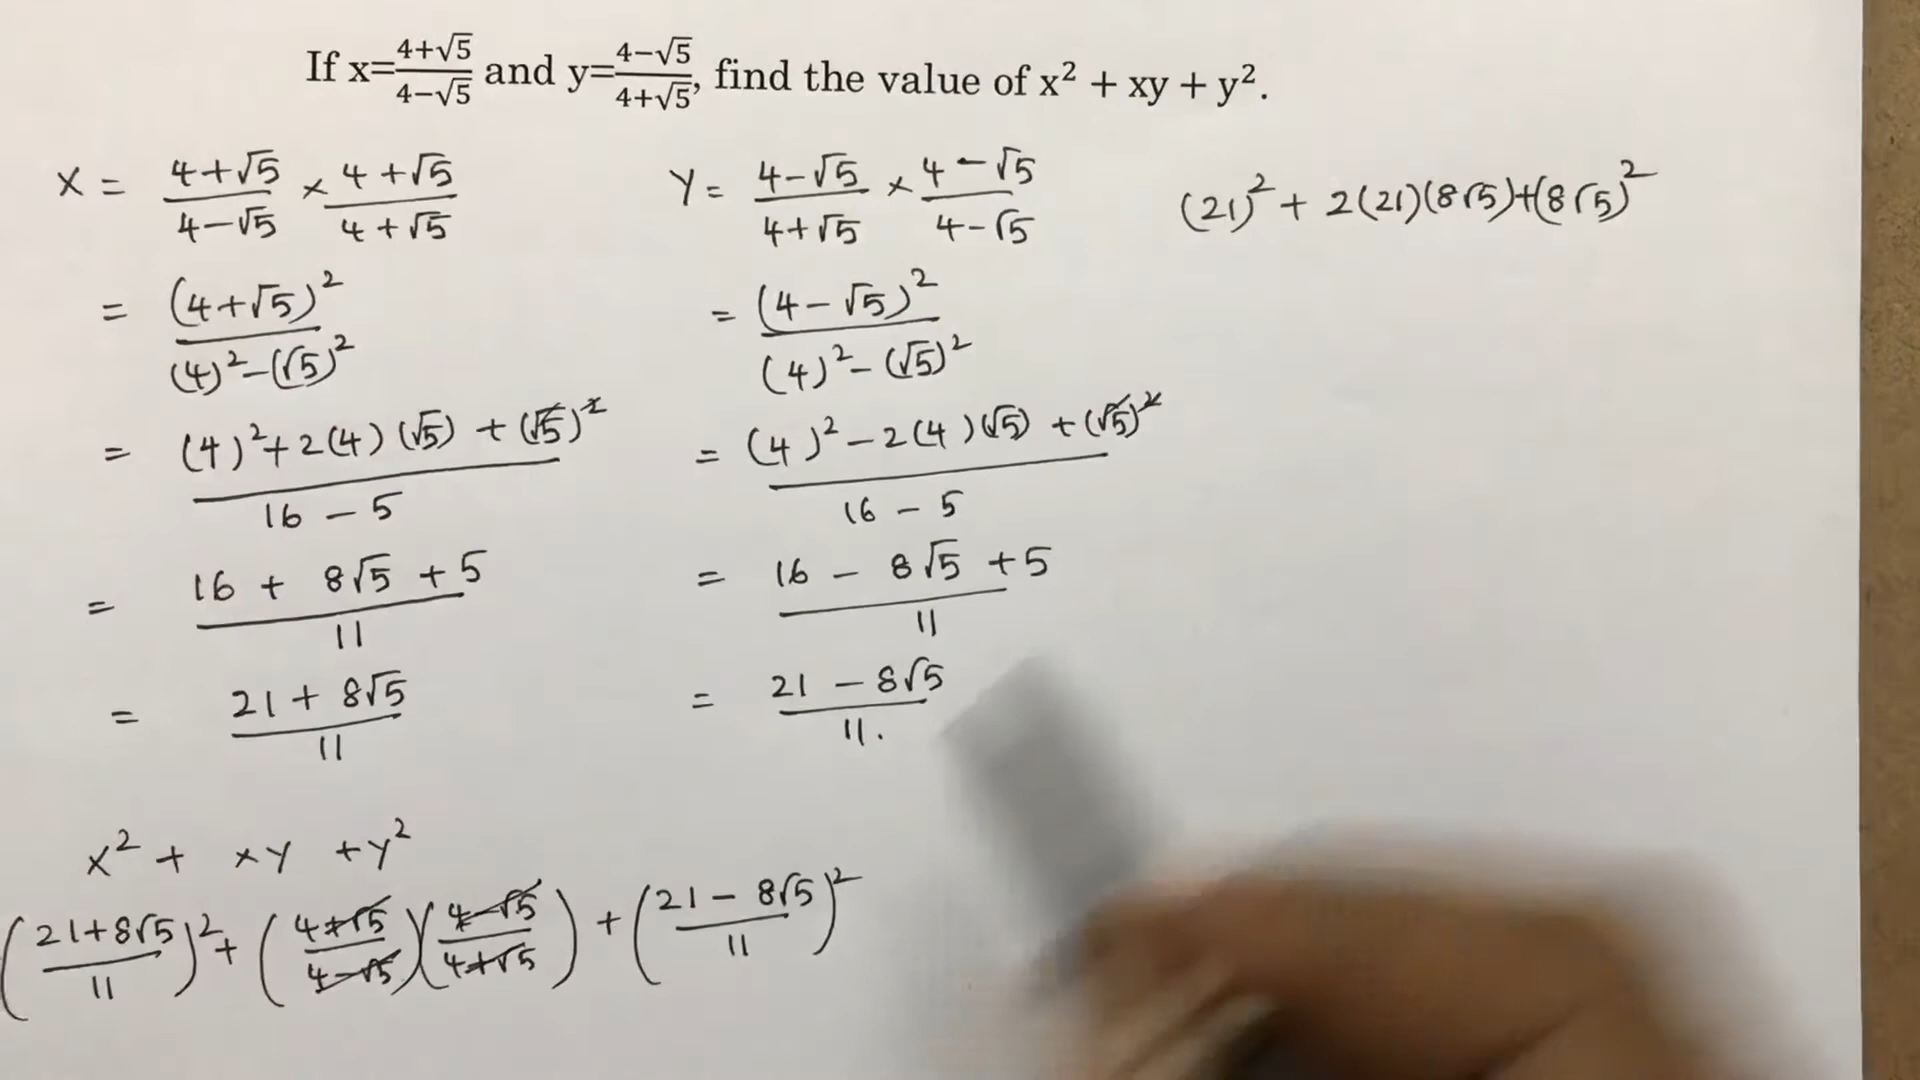 If x=4+√5/4−√5 and y=4−√5/4+√5, find the value of x² + xy + y².
x = 4+√5/4−√5 × 4+√5/4+√5
= (4+√5)²/(4)²−(√5)²
= (4)²+2(4)(√5)+(√5)²/16−5
= 16+8√5+5/11
= 21+8√5/11
Y = 4−√5/4+√5 × 4−√5/4−√5
= (4−√5)²/(4)²−(√5)²
= (4)²−2(4)(√5)+(√5)²/16−5
= 16−8√5+5/11
= 21−8√5/11.
(21)²+2(21)(8√5)+(8√5)²
x²+xy+y²
(21+8√5/11)²+(4+√5/4−√5)(4−√5/4+√5)+(21−8√5/11)²